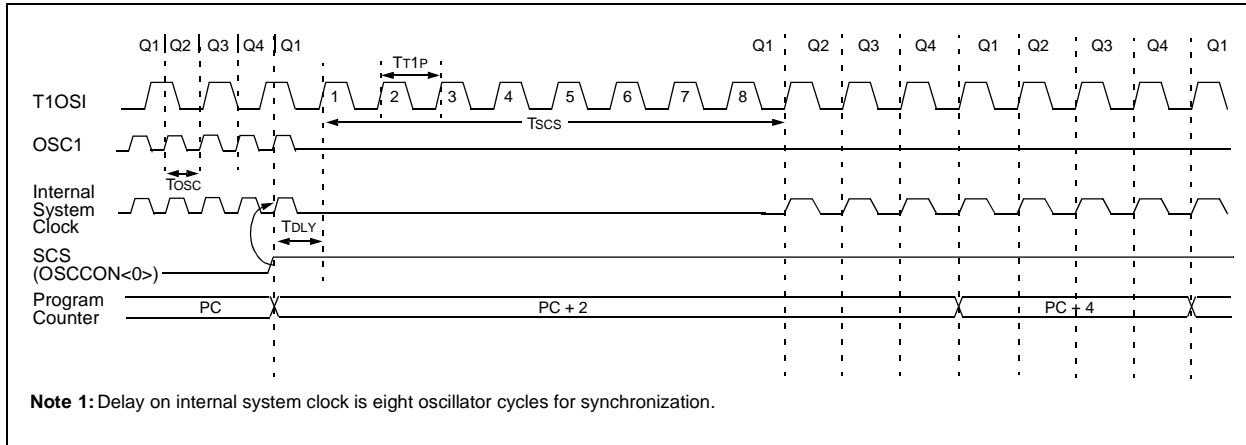 Q1 Q2 Q3 Q4 Q1 Q1 Q2 Q3 Q4 Q1 Q2 Q3 Q4 Q1
TT1P
T1OSI
1 2 3 4 5 6 7 8
TSCS
OSC1
TOSC
Internal
System
Clock
TDLY
SCS
(OSCCON<0>)
Program
Counter
PC PC + 2 PC + 4
Note 1: Delay on internal system clock is eight oscillator cycles for synchronization.